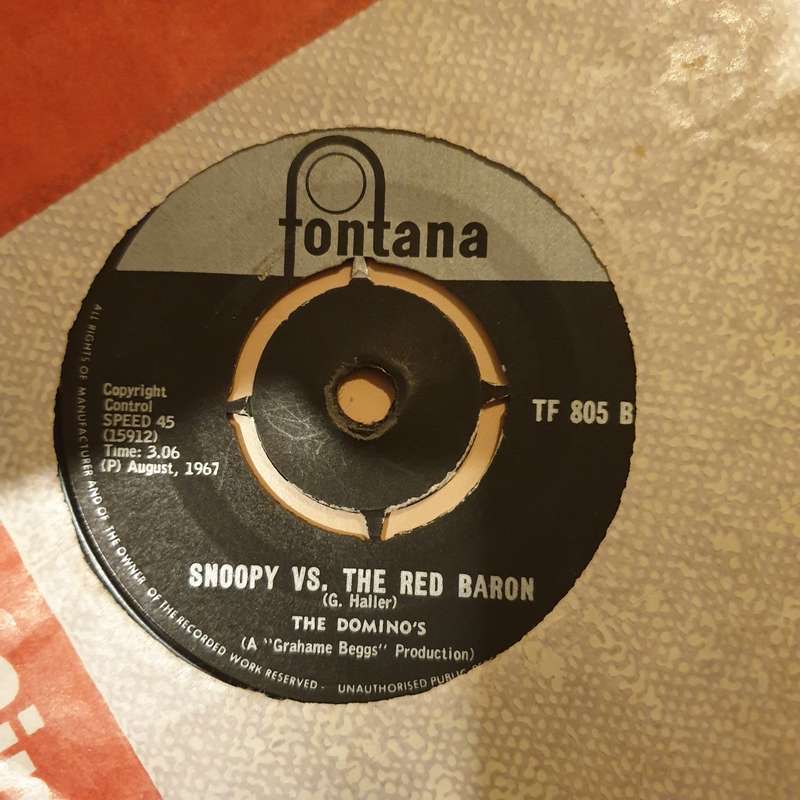 fontana
Copyright
Control
SPEED 45
(15912)
Time: 3.06
(P) August, 1967
TF 805 B
SNOOPY VS. THE RED BARON
(G. Haller)
THE DOMINO'S
(A "Grahame Beggs" Production)
ALL RIGHTS OF MANUFACTURER AND OF THE OWNER OF THE RECORDED WORK RESERVED - UNAUTHORISED